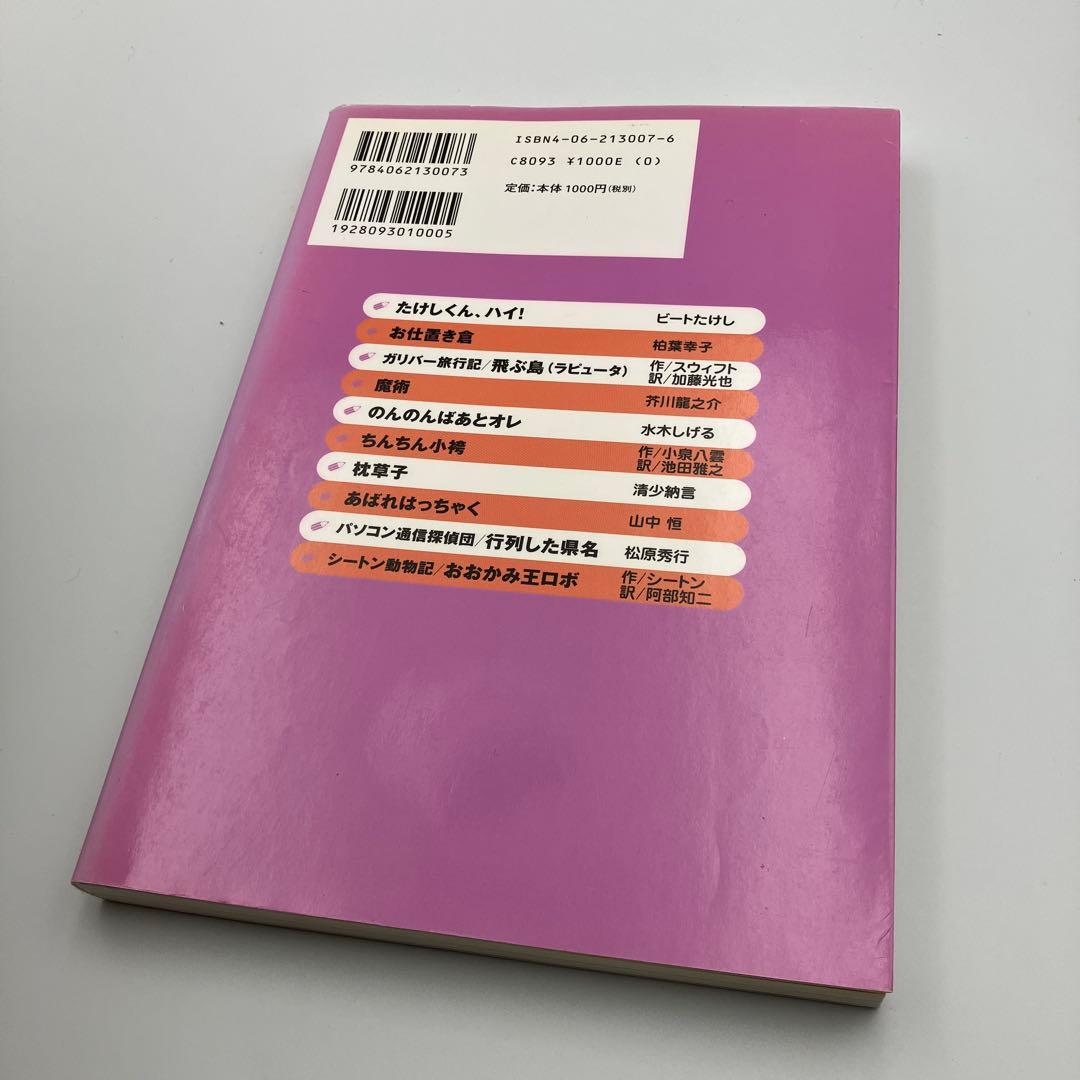 ISBN4-06-213007-6
C8093 ¥1000E (0)
定価:本体1000円(税別)
9784062130073
1928093010005
たけしくん、ハイ! ビートたけし
お仕置き倉 柏葉幸子
ガリバー旅行記/飛ぶ島(ラピュータ) 作/スウィフト
訳/加藤光也
魔術 芥川龍之介
のんのんばあとオレ 水木しげる
ちんちん小袴 作/小泉八雲
訳/池田雅之
枕草子 清少納言
あばれはっちゃく 山中 恒
パソコン通信探偵団/行列した県名 松原秀行
シートン動物記/おおかみ王ロボ 作/シートン
訳/阿部知二